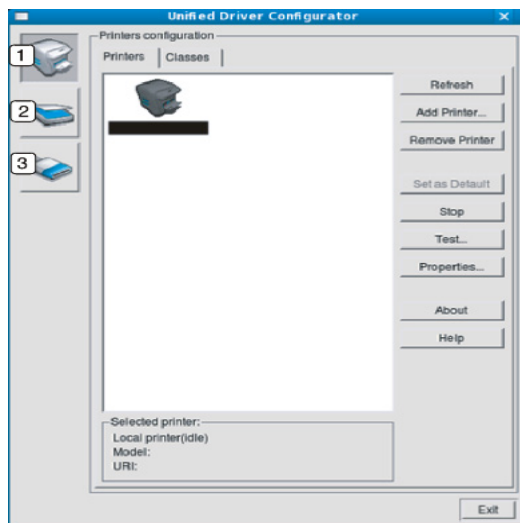 Unified Driver Configurator
1
2
3
Printers configuration
Printers
Classes
Refresh
Add Printer...
Remove Printer
Set as Default
Stop
Test...
Properties...
About
Help
Selected printer:
Local printer(idle)
Model:
URI:
Exit